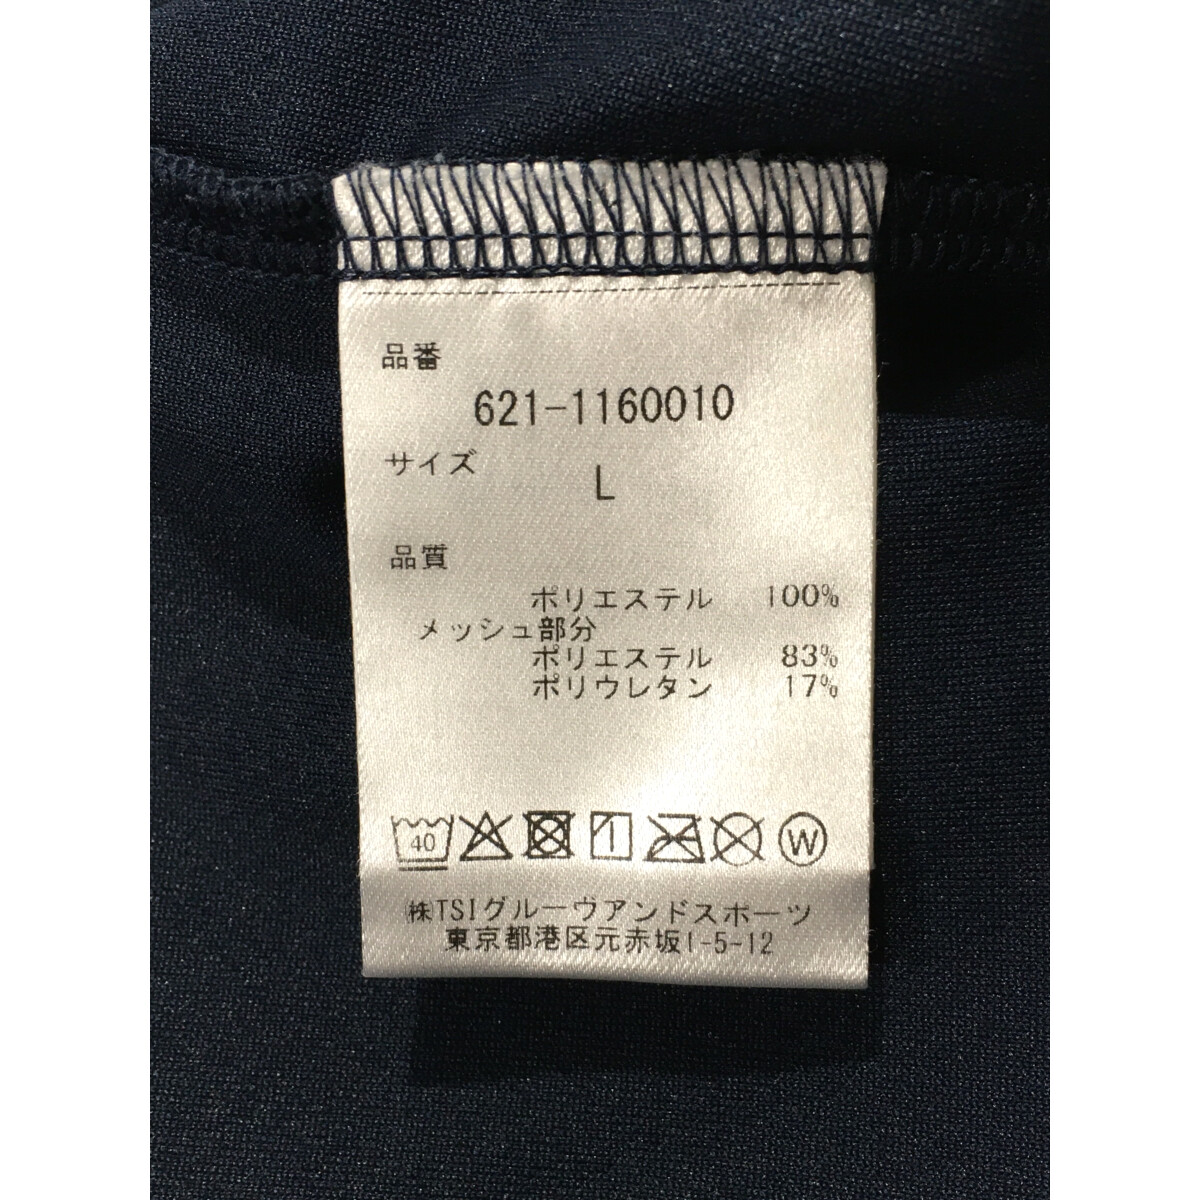 品番
621-1160010
サイズ
L
品質
ポリエステル 100%
メッシュ部分
ポリエステル 83%
ポリウレタン 17%
40 W
㈱TSIグルーヴアンドスポーツ
東京都港区元赤坂1-5-12